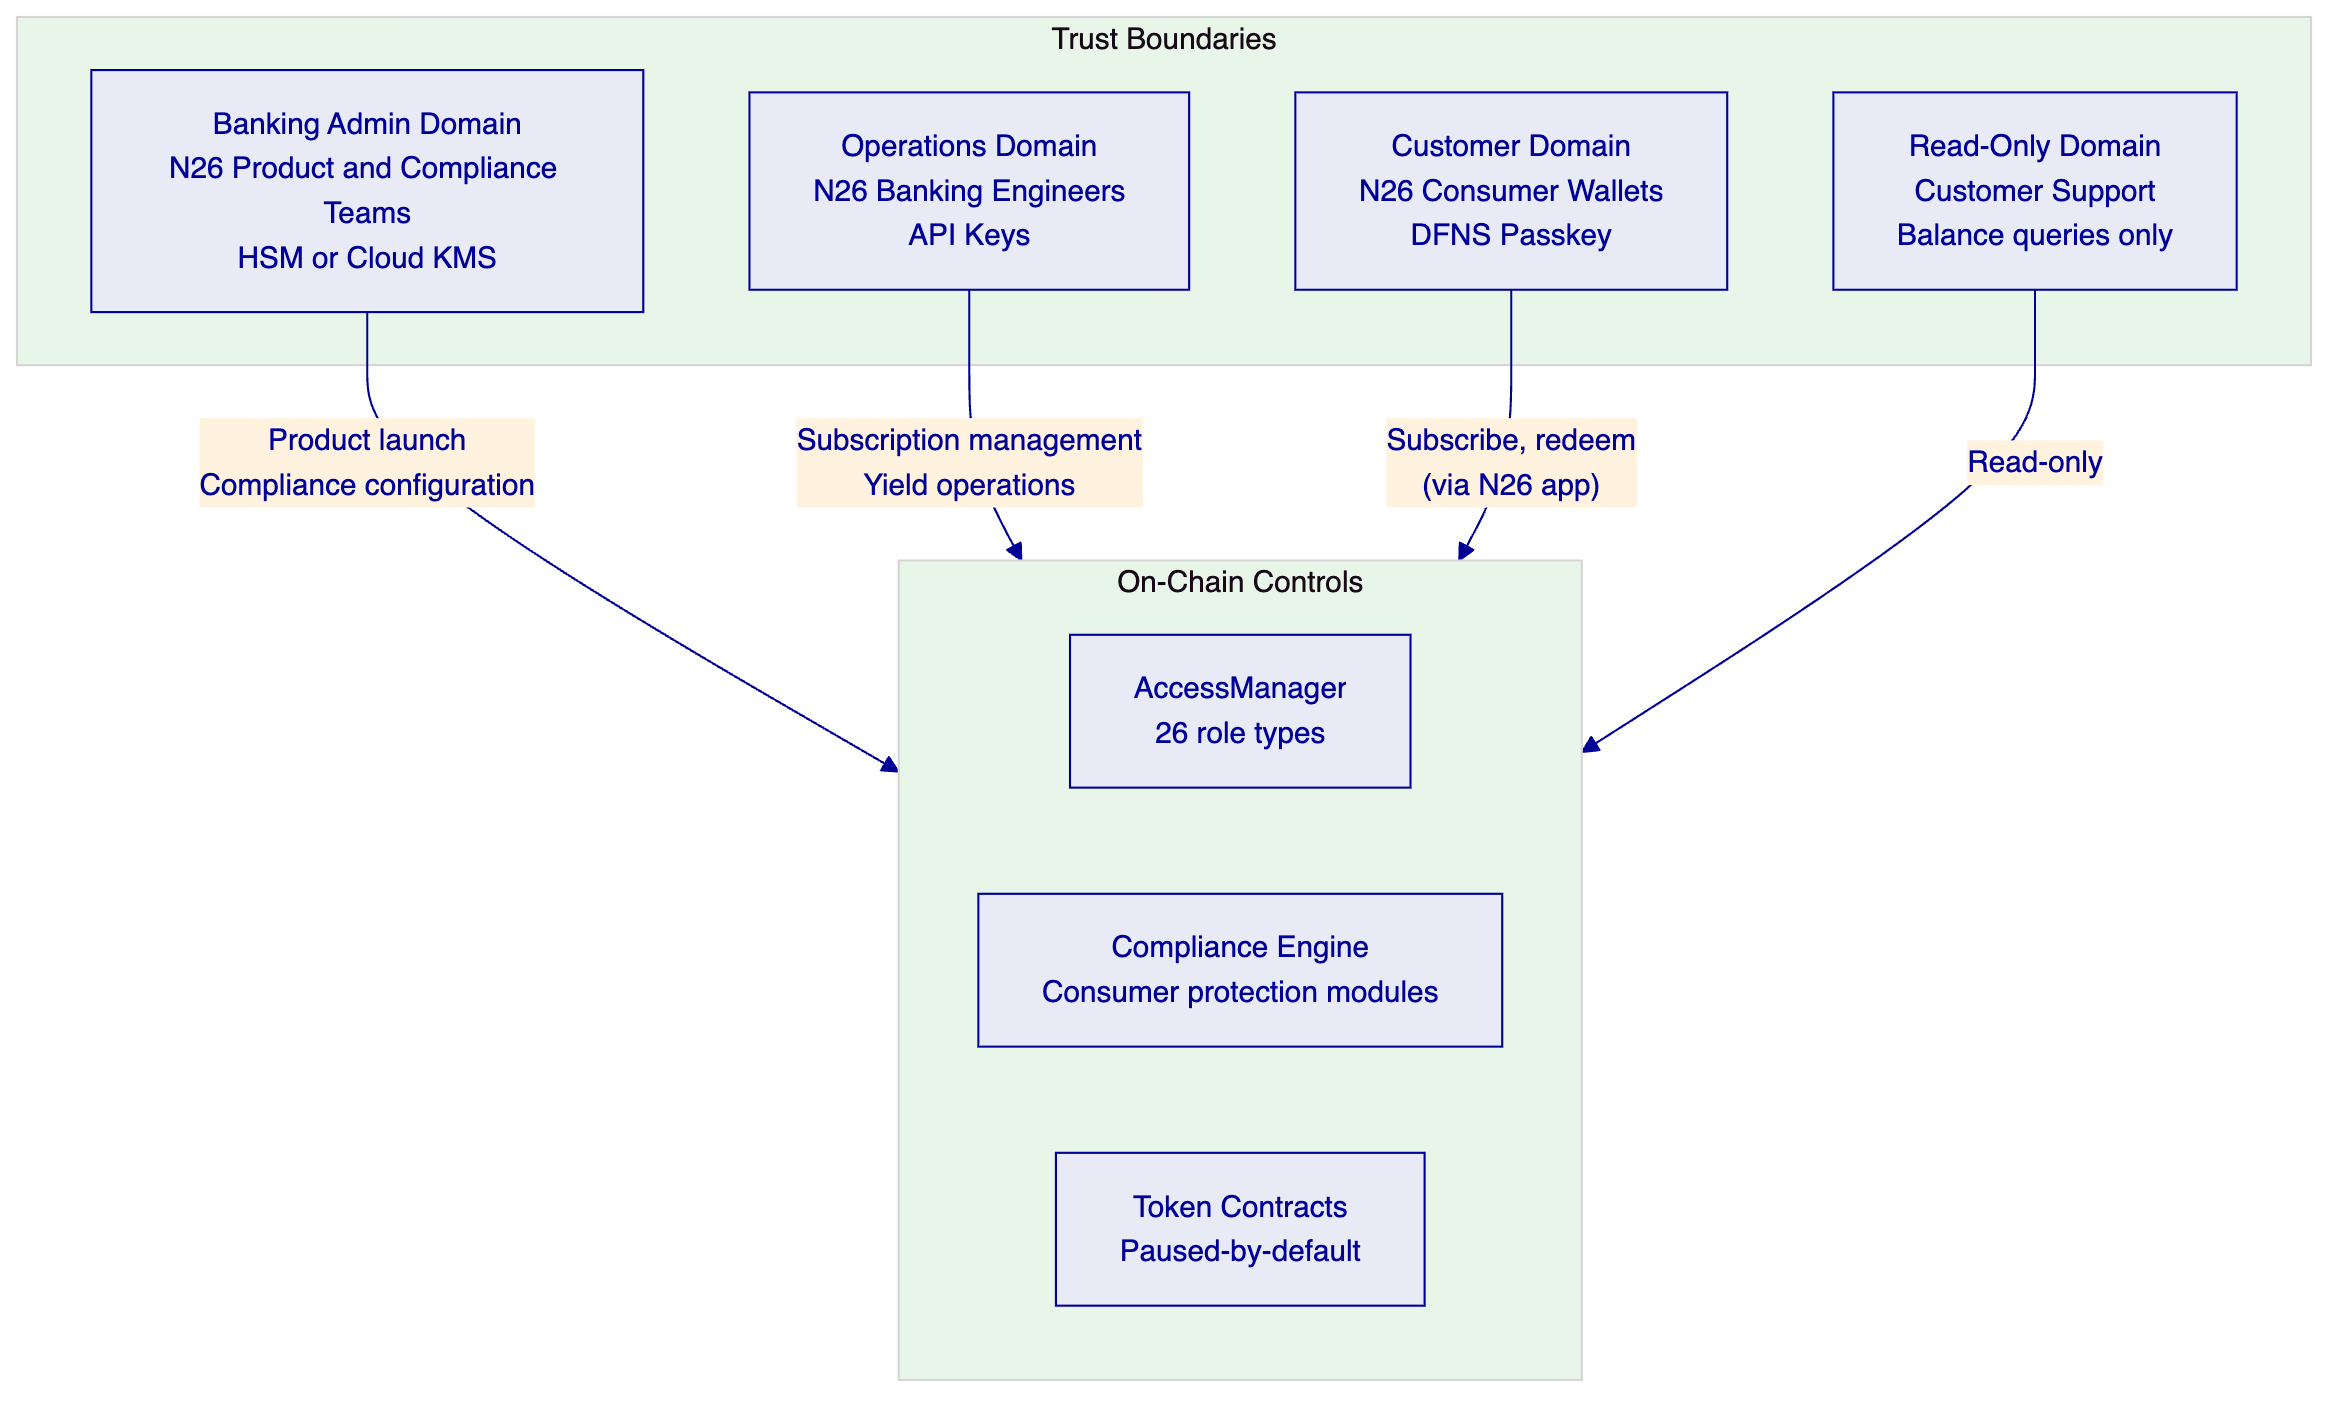 Trust Boundaries
Banking Admin Domain
N26 Product and Compliance
Teams
HSM or Cloud KMS
Operations Domain
N26 Banking Engineers
API Keys
Customer Domain
N26 Consumer Wallets
DFNS Passkey
Read-Only Domain
Customer Support
Balance queries only
Product launch
Compliance configuration
Subscription management
Yield operations
Subscribe, redeem
(via N26 app)
Read-only
On-Chain Controls
AccessManager
26 role types
Compliance Engine
Consumer protection modules
Token Contracts
Paused-by-default